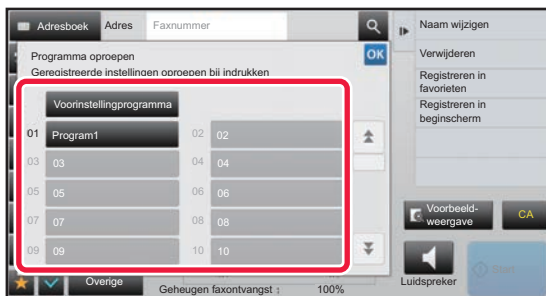 Adresboek Adres Faxnummer
Programma oproepen OK
Geregistreerde instellingen oproepen bij indrukken
Voorinstellingprogramma
01 Program1 02 02
03 03 04 04
05 05 06 06
07 07 08 08
09 09 10 10
Overige Geheugen faxontvangst : 100%
Naam wijzigen
Verwijderen
Registreren in
favorieten
Registreren in
beginscherm
Voorbeeld-
weergave CA
Luidspreker Start